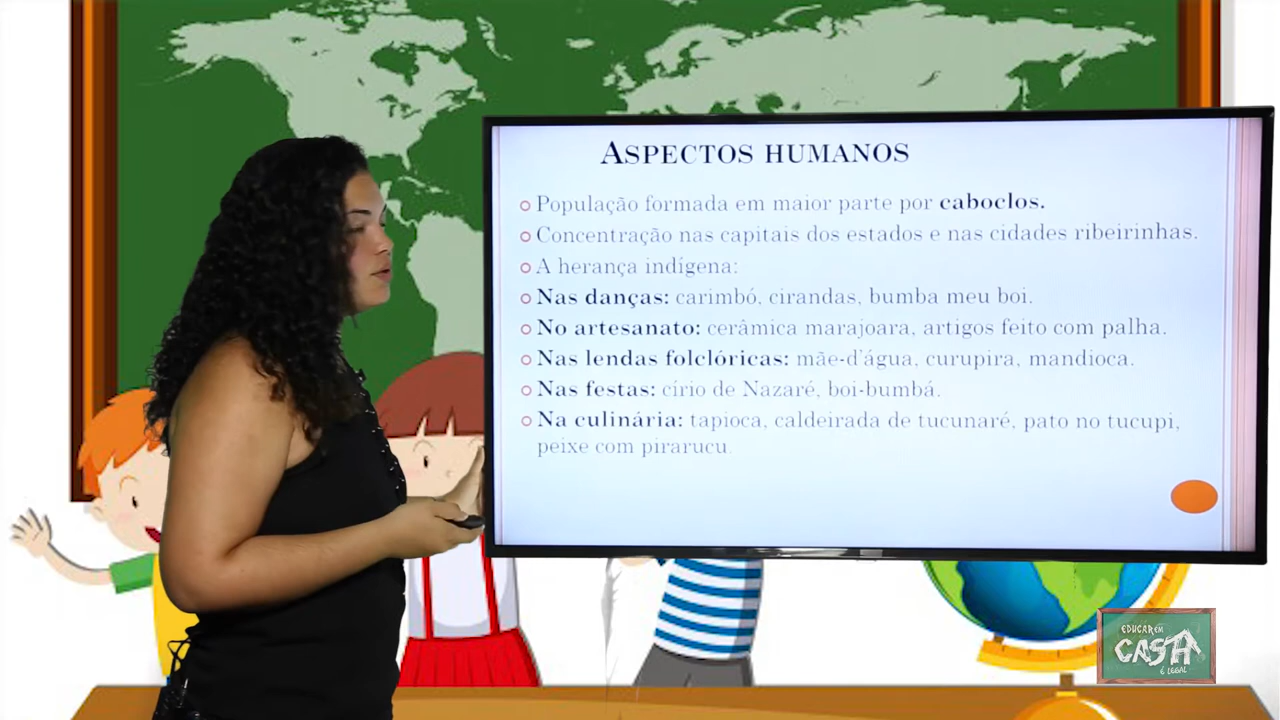 ASPECTOS HUMANOS
População formada em maior parte por caboclos.
Concentração nas capitais dos estados e nas cidades ribeirinhas.
A herança indígena:
Nas danças: carimbó, cirandas, bumba meu boi.
No artesanato: cerâmica marajoara, artigos feito com palha.
Nas lendas folclóricas: mãe-d'água, curupira, mandioca.
Nas festas: círio de Nazaré, boi-bumbá.
Na culinária: tapioca, caldeirada de tucunaré, pato no tucupi,
peixe com pirarucu.
EDUCAR EM
CASA
É LEGAL